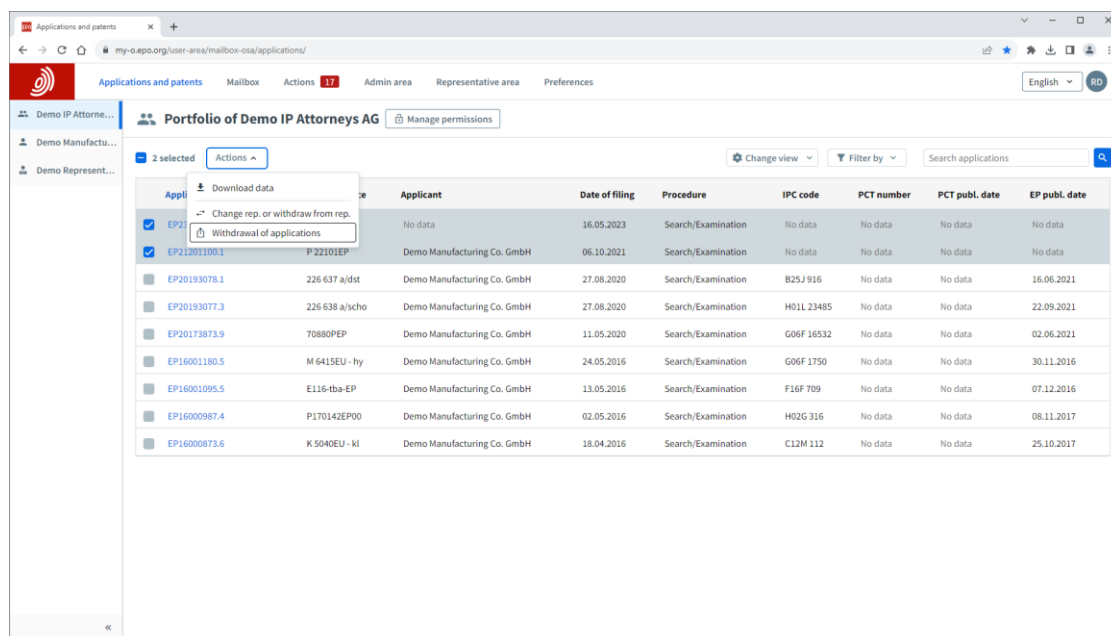 Applications and patents
my-o.epo.org/user-area/mailbox-osa/applications/
Applications and patents Mailbox Actions 17 Admin area Representative area Preferences English RD
Demo IP Attorne...
Demo Manufactu...
Demo Represent...
Portfolio of Demo IP Attorneys AG Manage permissions
2 selected Actions Change view Filter by Search applications
Download data
Change rep. or withdraw from rep.
Withdrawal of applications
Appli ce Applicant Date of filing Procedure IPC code PCT number PCT publ. date EP publ. date
EP21 No data 16.05.2023 Search/Examination No data No data No data No data
EP21201100.1 P 22101EP Demo Manufacturing Co. GmbH 06.10.2021 Search/Examination No data No data No data No data
EP20193078.1 226 637 a/dst Demo Manufacturing Co. GmbH 27.08.2020 Search/Examination B25J 916 No data No data 16.06.2021
EP20193077.3 226 638 a/scho Demo Manufacturing Co. GmbH 27.08.2020 Search/Examination H01L 23485 No data No data 22.09.2021
EP20173873.9 70880PEP Demo Manufacturing Co. GmbH 11.05.2020 Search/Examination G06F 16532 No data No data 02.06.2021
EP16001180.5 M 6415EU - hy Demo Manufacturing Co. GmbH 24.05.2016 Search/Examination G06F 1750 No data No data 30.11.2016
EP16001095.5 E116-tba-EP Demo Manufacturing Co. GmbH 13.05.2016 Search/Examination F16F 709 No data No data 07.12.2016
EP16000987.4 P170142EP00 Demo Manufacturing Co. GmbH 02.05.2016 Search/Examination H02G 316 No data No data 08.11.2017
EP16000873.6 K 5040EU - kl Demo Manufacturing Co. GmbH 18.04.2016 Search/Examination C12M 112 No data No data 25.10.2017